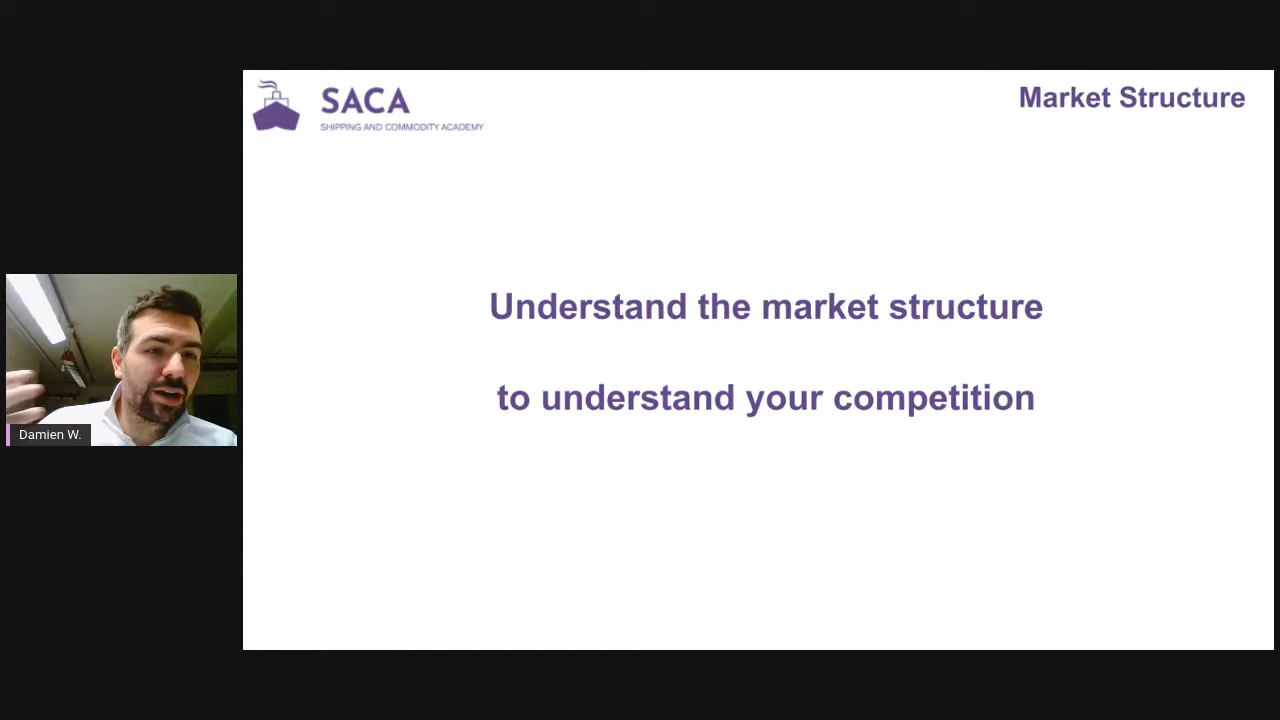 SACA
SHIPPING AND COMMODITY ACADEMY
Market Structure
Understand the market structure
to understand your competition
Damien W.